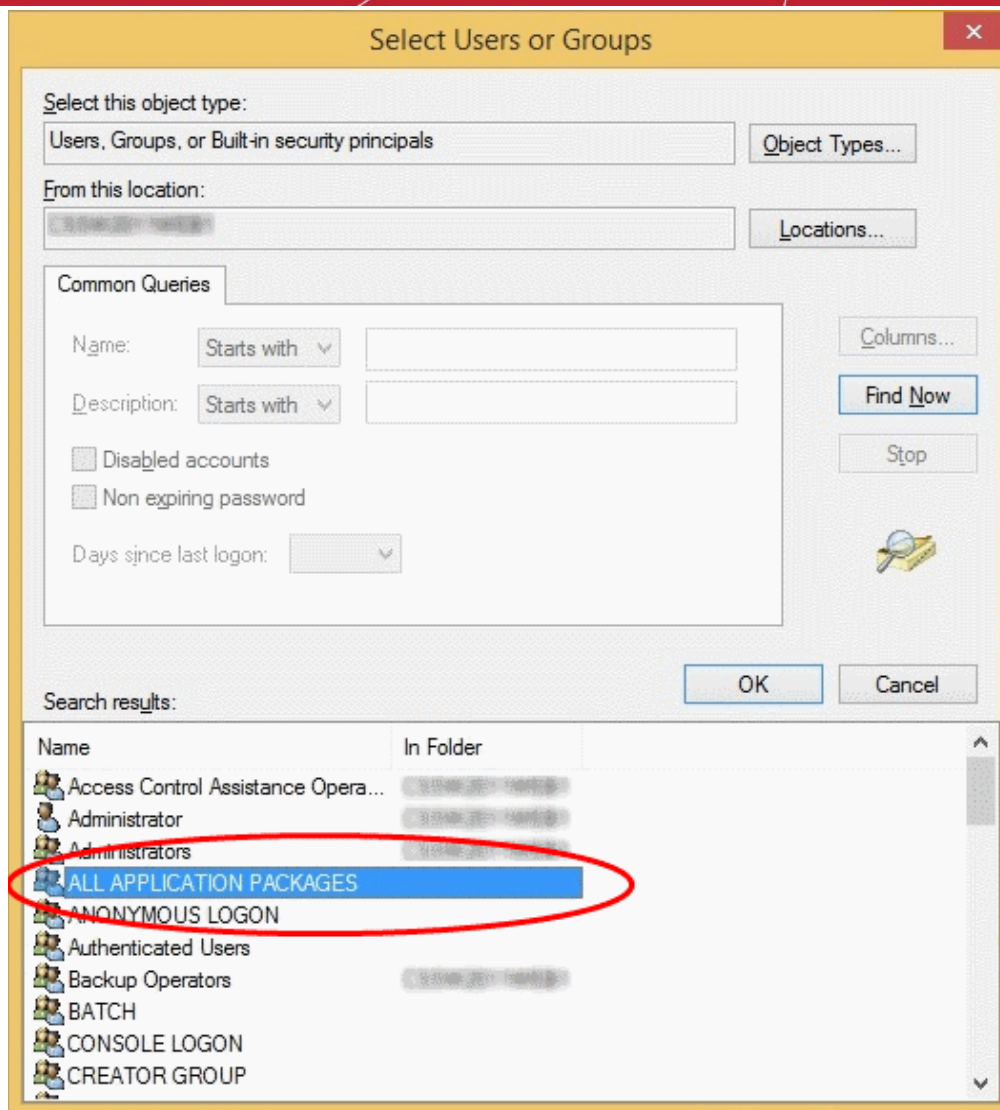 Select Users or Groups
Select this object type:
Users, Groups, or Built-in security principals
Object Types...
From this location:
Locations...
Common Queries
Name:
Starts with
Columns...
Description:
Starts with
Find Now
Disabled accounts
Stop
Non expiring password
Days since last logon:
OK
Cancel
Search results:
Name
In Folder
Access Control Assistance Opera...
Administrator
Administrators
ALL APPLICATION PACKAGES
ANONYMOUS LOGON
Authenticated Users
Backup Operators
BATCH
CONSOLE LOGON
CREATOR GROUP